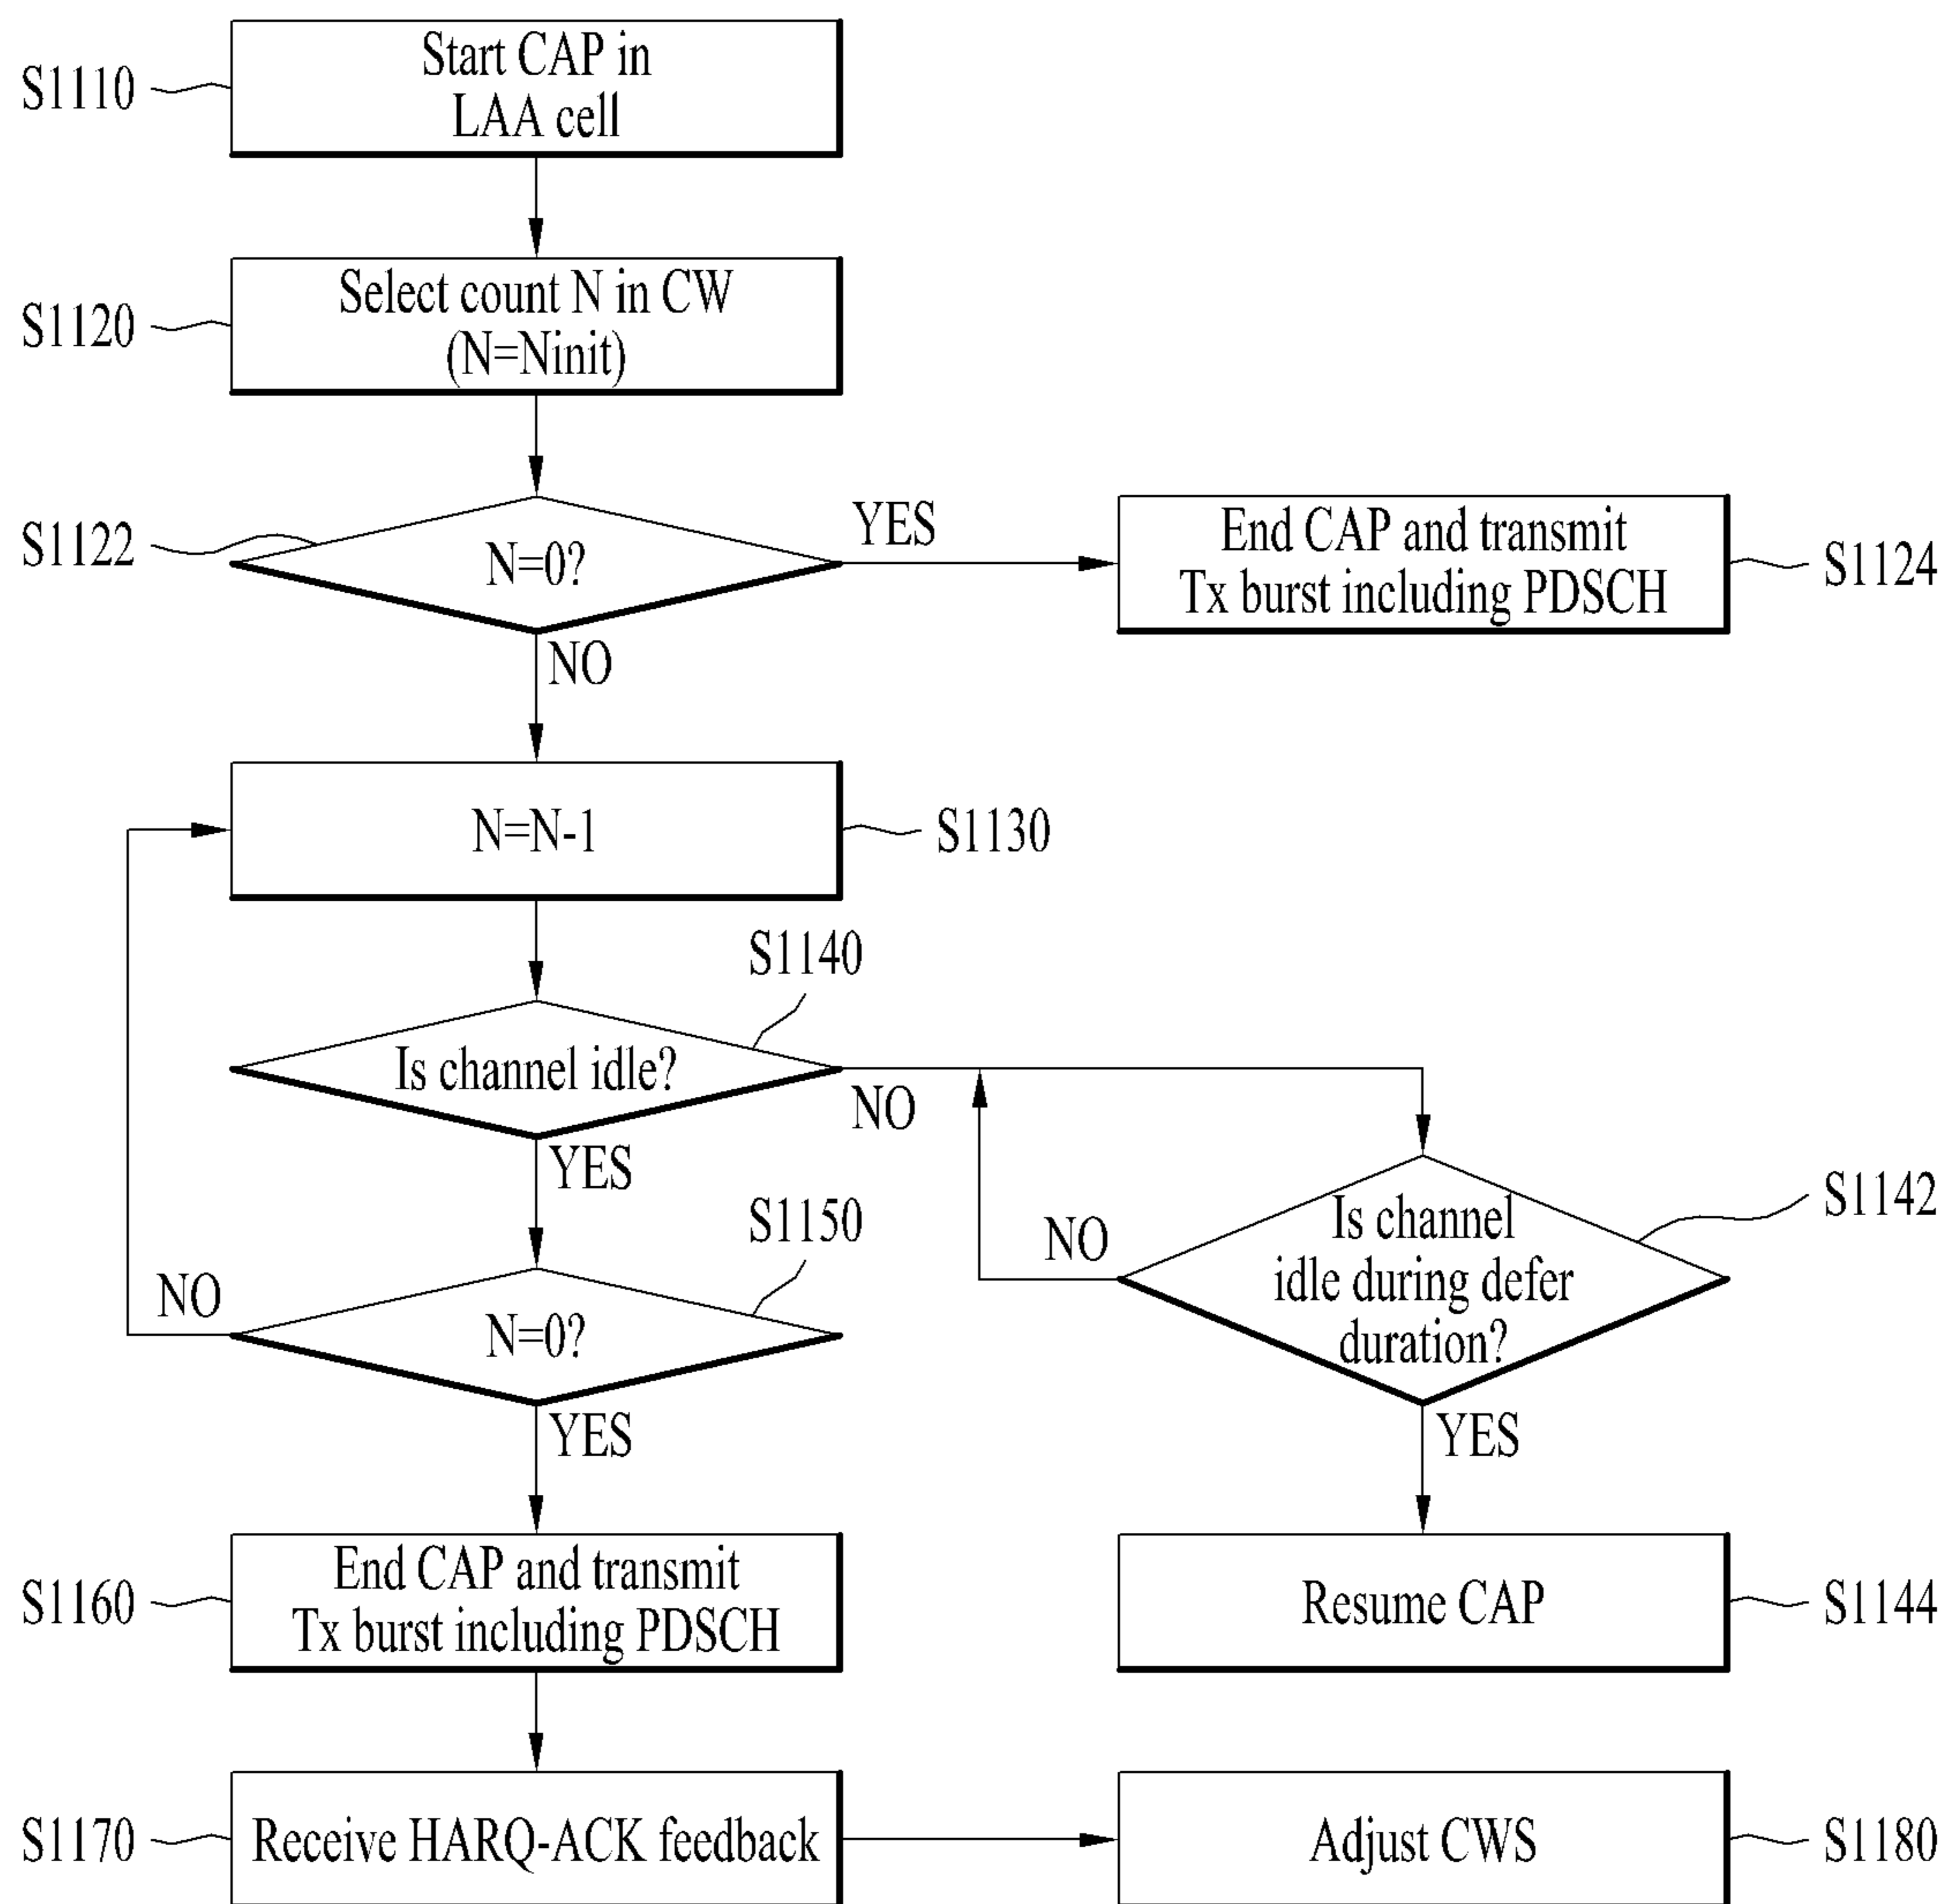 S1110
Start CAP in
LAA cell
S1120
Select count N in CW
(N=Ninit)
S1122
N=0?
YES
End CAP and transmit
Tx burst including PDSCH
S1124
NO
N=N-1
S1130
S1140
Is channel idle?
NO
YES
S1142
Is channel
idle during defer
duration?
NO
S1150
NO
N=0?
YES
YES
S1160
End CAP and transmit
Tx burst including PDSCH
Resume CAP
S1144
S1170
Receive HARQ-ACK feedback
Adjust CWS
S1180